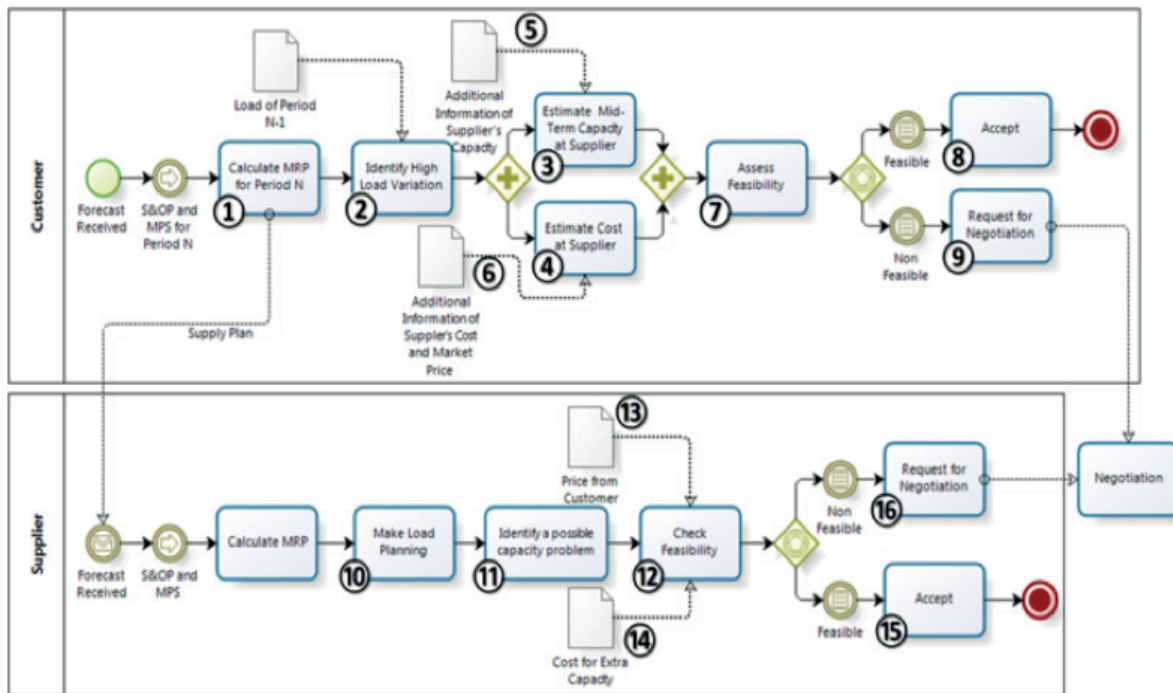 Customer
Load of Period
N-1
5
Additional
Information of
Supplier's
Capacity
Estimate Mid-
Term Capacity
at Supplier
3
Feasible
Accept
8
Forecast
Received
S&OP and
MPS for
Period N
Calculate MRP
for Period N
1
Identify High
Load Variation
2
Estimate Cost
at Supplier
4
Assess
Feasibility
7
Non
Feasible
Request for
Negotiation
9
6
Additional
Information of
Suppler's Cost
and Market
Price
Supply Plan
Supplier
13
Price from
Customer
Forecast
Received
S&OP and
MPS
Calculate MRP
Make Load
Planning
10
Identify a possible
capacity problem
11
Check
Feasibility
12
14
Cost for Extra
Capacity
Non
Feasible
Request for
Negotiation
16
Negotiation
Feasible
Accept
15